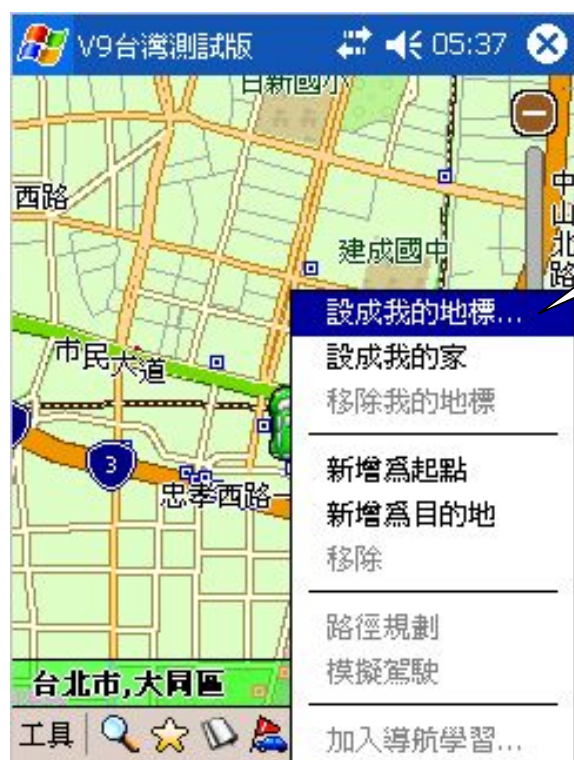 V9台灣測試版 05:37
日新國小
西路
中山北路
建成國中
設成我的地標...
市民大道
設成我的家
移除我的地標
3
新增為起點
忠孝西路一
新增為目的地
移除
路徑規劃
台北市,大同區
模擬駕駛
工具
加入導航學習...